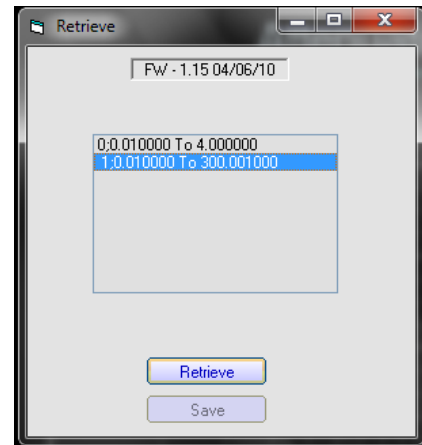 Retrieve
FW - 1.15 04/06/10
0;0.010000 To 4.000000
1;0.010000 To 300.001000
Retrieve
Save